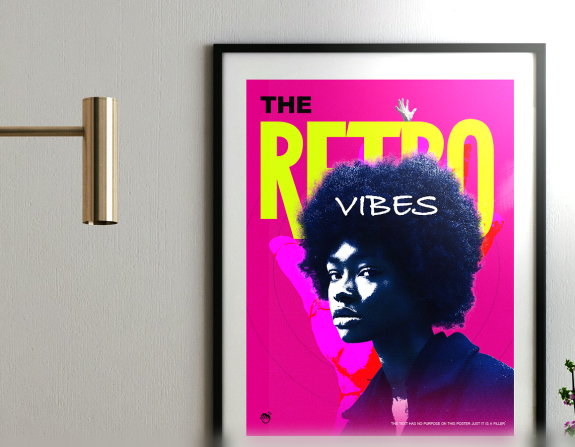 THE
RETRO
VIBES
THE TEXT HAS NO PURPOSE ON THIS POSTER JUST IT IS A FILLER